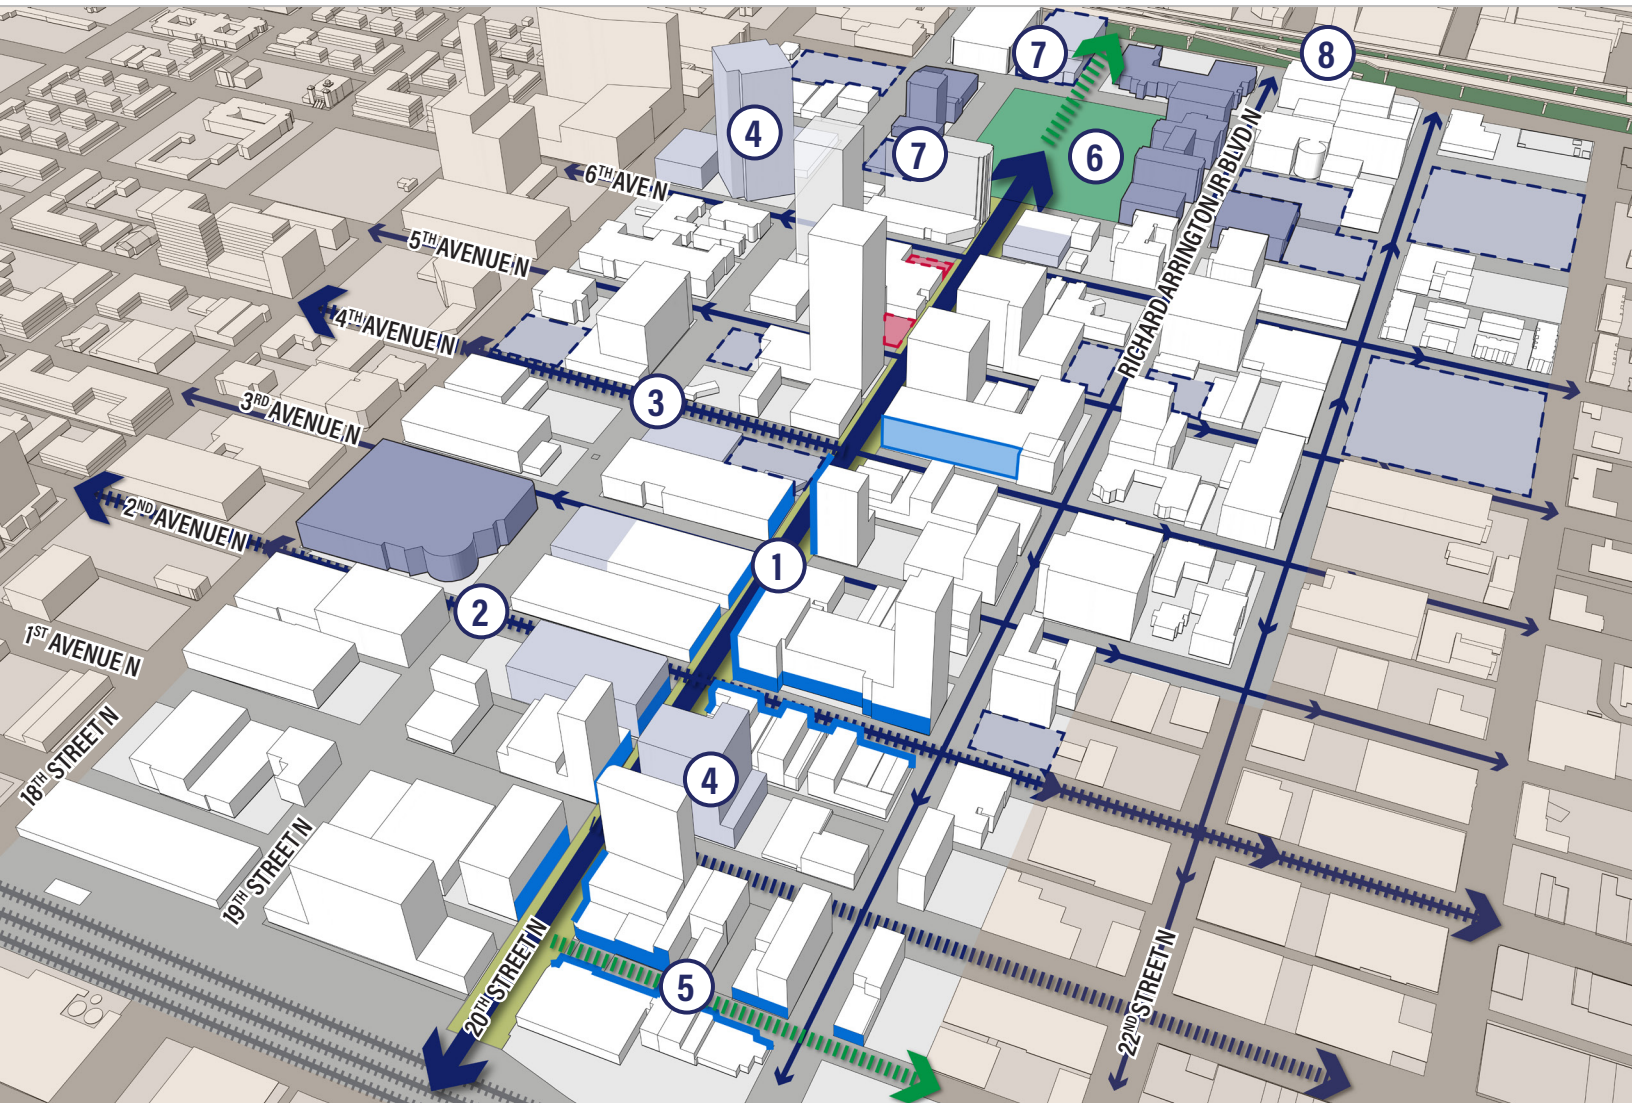 7
8
4
7
6
6TH AVE N
5TH AVENUE N
RICHARD ARRINGTON JR BLVD N
4TH AVENUE N
3
3RD AVENUE N
2ND AVENUE N
1
2
1ST AVENUE N
4
18TH STREET N
19TH STREET N
20TH STREET N
5
22ND STREET N